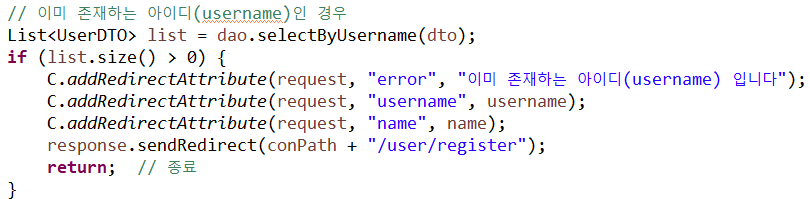 // 이미 존재하는 아이디(username)인 경우
List<UserDTO> list = dao.selectByUsername(dto);
if (list.size() > 0) {
    C.addRedirectAttribute(request, "error", "이미 존재하는 아이디(username) 입니다");
    C.addRedirectAttribute(request, "username", username);
    C.addRedirectAttribute(request, "name", name);
    response.sendRedirect(conPath + "/user/register");
    return;  // 종료
}